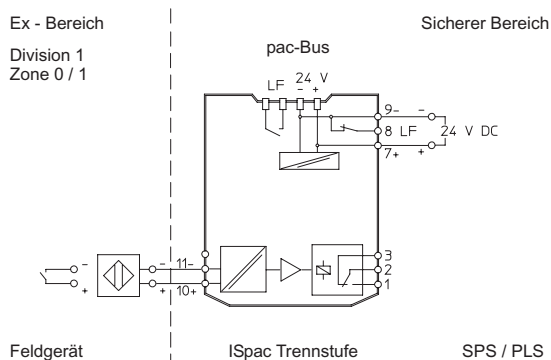 Ex - Bereich
Sicherer Bereich
Division 1
Zone 0 / 1
pac-Bus
LF 24 V
- +
9- -
8 LF 24 V DC
7+ +
3
- - 11- 2
+ + 10+ 1
Feldgerät ISpac Trennstufe SPS / PLS